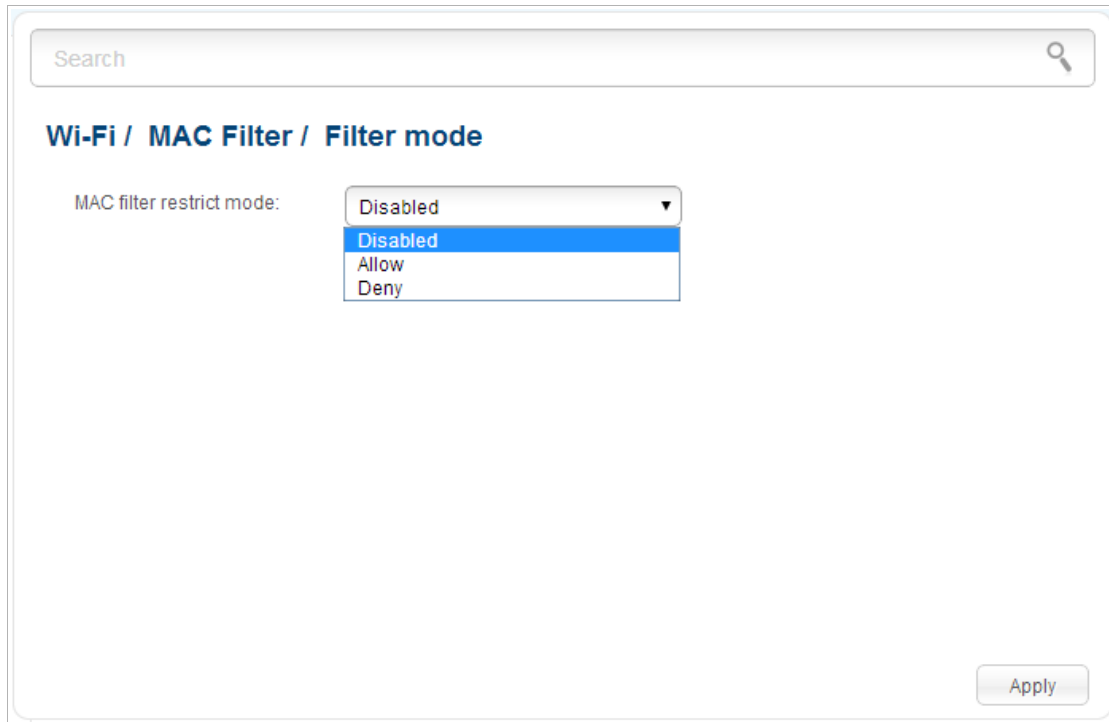 Search
Wi-Fi / MAC Filter / Filter mode
MAC filter restrict mode:
Disabled
Disabled
Allow
Deny
Apply